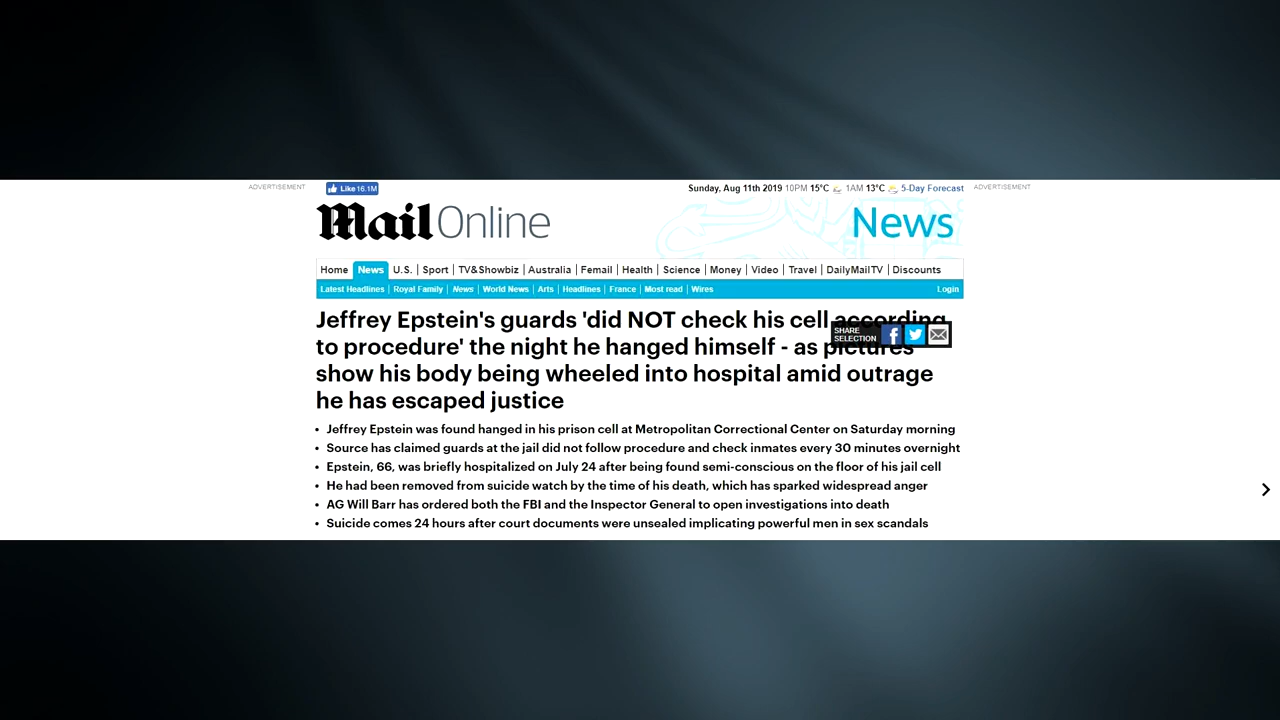 ADVERTISEMENT
Like 16.1M
Sunday, Aug 11th 2019 10PM 15°C 1AM 13°C 5-Day Forecast
ADVERTISEMENT
Mail Online
News
Home News U.S. Sport TV&Showbiz Australia Femail Health Science Money Video Travel DailyMailTV Discounts
Latest Headlines Royal Family News World News Arts Headlines France Most read Wires Login
Jeffrey Epstein's guards 'did NOT check his cell according
to procedure' the night he hanged himself - as pictures
show his body being wheeled into hospital amid outrage
he has escaped justice
SHARE
SELECTION
• Jeffrey Epstein was found hanged in his prison cell at Metropolitan Correctional Center on Saturday morning
• Source has claimed guards at the jail did not follow procedure and check inmates every 30 minutes overnight
• Epstein, 66, was briefly hospitalized on July 24 after being found semi-conscious on the floor of his jail cell
• He had been removed from suicide watch by the time of his death, which has sparked widespread anger
• AG Will Barr has ordered both the FBI and the Inspector General to open investigations into death
• Suicide comes 24 hours after court documents were unsealed implicating powerful men in sex scandals